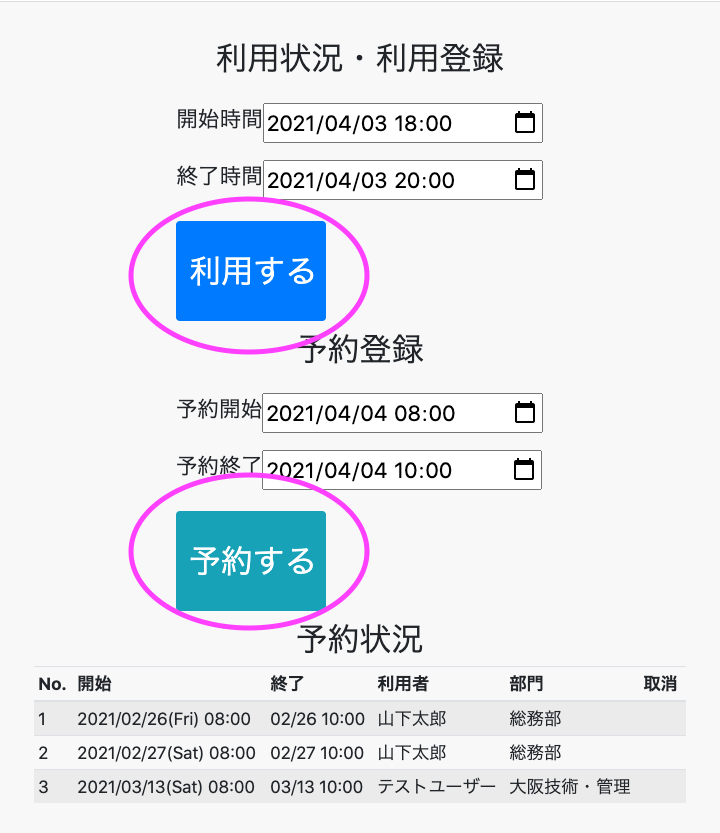 利用状況・利用登録
開始時間 2021/04/03 18:00
終了時間 2021/04/03 20:00
利用する
予約登録
予約開始 2021/04/04 08:00
予約終了 2021/04/04 10:00
予約する
予約状況
No. 開始 終了 利用者 部門 取消
1 2021/02/26(Fri) 08:00 02/26 10:00 山下太郎 総務部
2 2021/02/27(Sat) 08:00 02/27 10:00 山下太郎 総務部
3 2021/03/13(Sat) 08:00 03/13 10:00 テストユーザー 大阪技術・管理